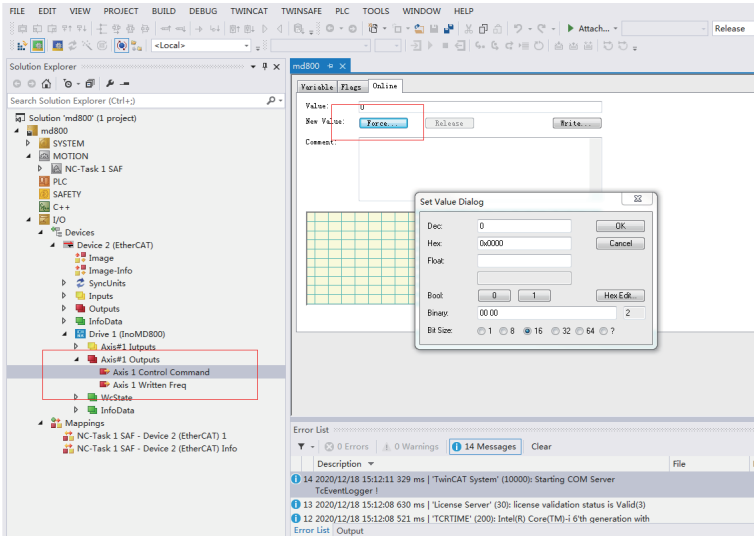 FILE EDIT VIEW PROJECT BUILD DEBUG TWINCAT TWINSAFE PLC TOOLS WINDOW HELP
Attach... Release
<Local>
Solution Explorer
Search Solution Explorer (Ctrl+;)
Solution 'md800' (1 project)
md800
SYSTEM
MOTION
NC-Task 1 SAF
PLC
SAFETY
C++
I/O
Devices
Device 2 (EtherCAT)
Image
Image-Info
SyncUnits
Inputs
Outputs
InfoData
Drive 1 (InoMD800)
Axis#1 Iutputs
Axis#1 Outputs
Axis 1 Control Command
Axis 1 Written Freq
WcState
InfoData
Mappings
NC-Task 1 SAF - Device 2 (EtherCAT) 1
NC-Task 1 SAF - Device 2 (EtherCAT) Info
md800
Variable Flags Online
Value: 0
New Value: Force... Release Write...
Comment:
Set Value Dialog
Dec: 0 OK
Hex: 0x0000 Cancel
Float:
Bool: 0 1 Hex Edit...
Binary: 00 00 2
Bit Size: 1 8 16 32 64 ?
Error List
0 Errors 0 Warnings 14 Messages Clear
Description File
14 2020/12/18 15:12:11 329 ms | 'TwinCAT System' (10000): Starting COM Server
TcEventLogger !
13 2020/12/18 15:12:08 630 ms | 'License Server' (30): license validation status is Valid(3)
12 2020/12/18 15:12:08 521 ms | 'TCRTIME' (200): Intel(R) Core(TM)-i 6'th generation with
Error List Output